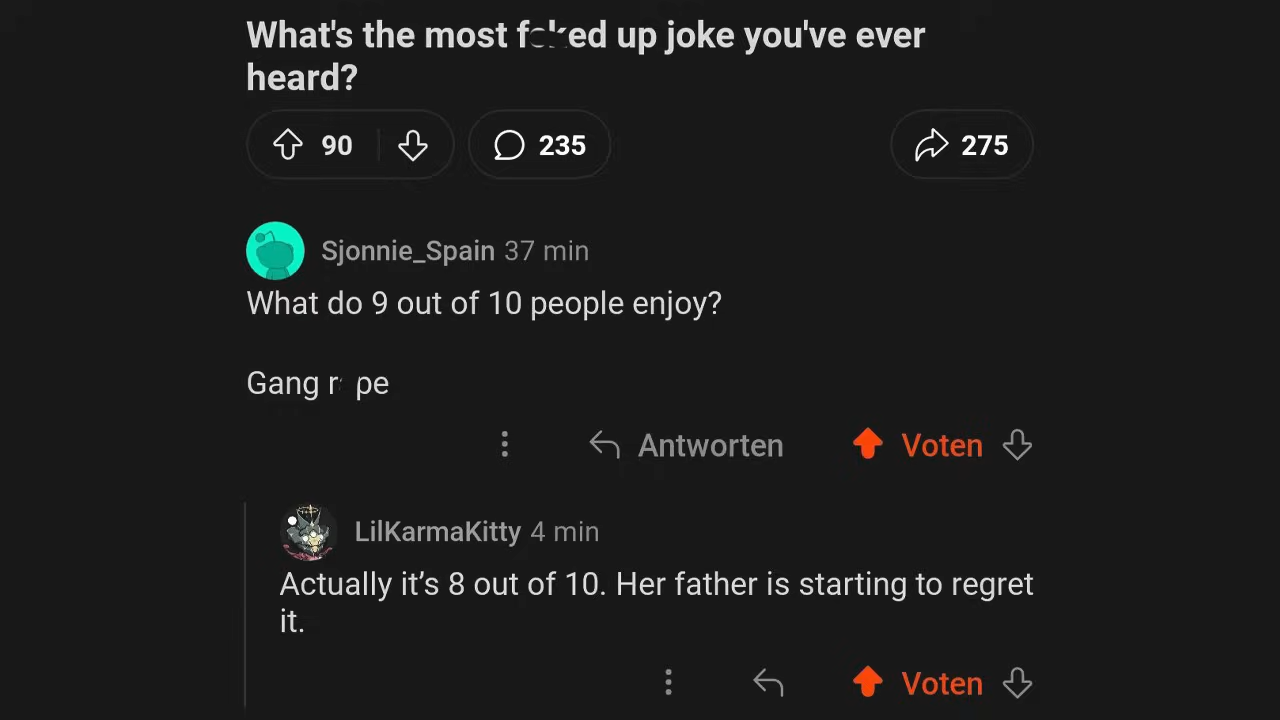 What's the most f ked up joke you've ever
heard?
90
235
275
Sjonnie_Spain 37 min
What do 9 out of 10 people enjoy?
Gang r pe
Antworten
Voten
LilKarmaKitty 4 min
Actually it’s 8 out of 10. Her father is starting to regret
it.
Voten